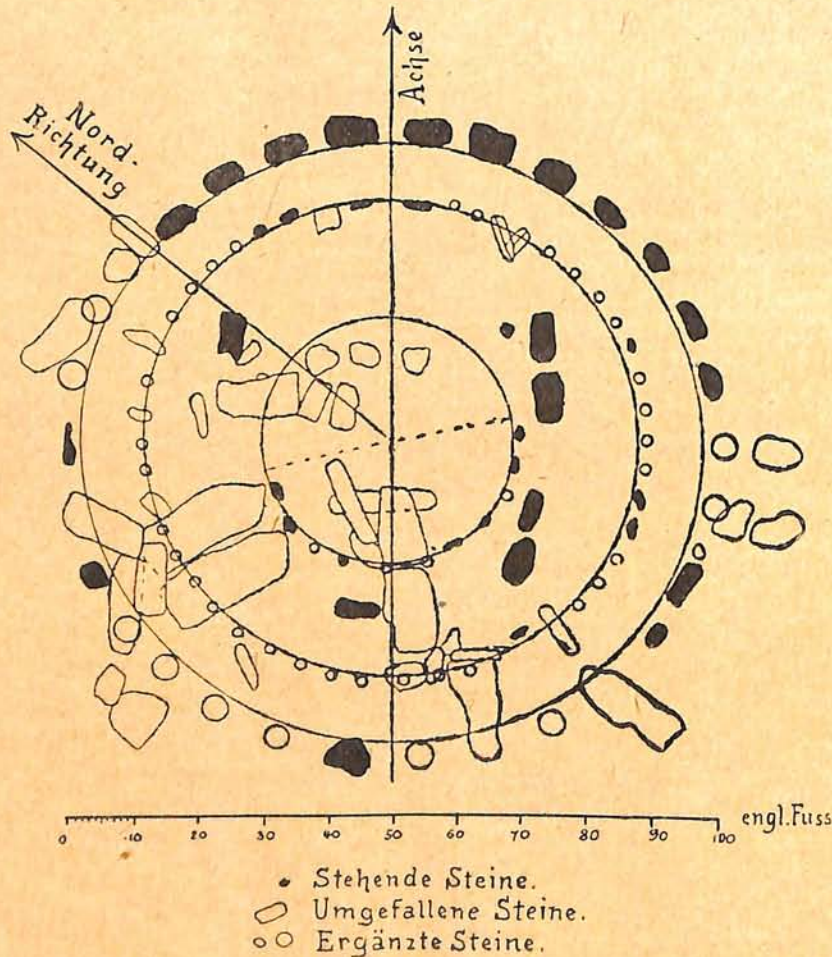 Achse
Nord-
Richtung
0 10 20 30 40 50 60 70 80 90 100 engl.Fuss
Stehende Steine.
Umgefallene Steine.
Ergänzte Steine.